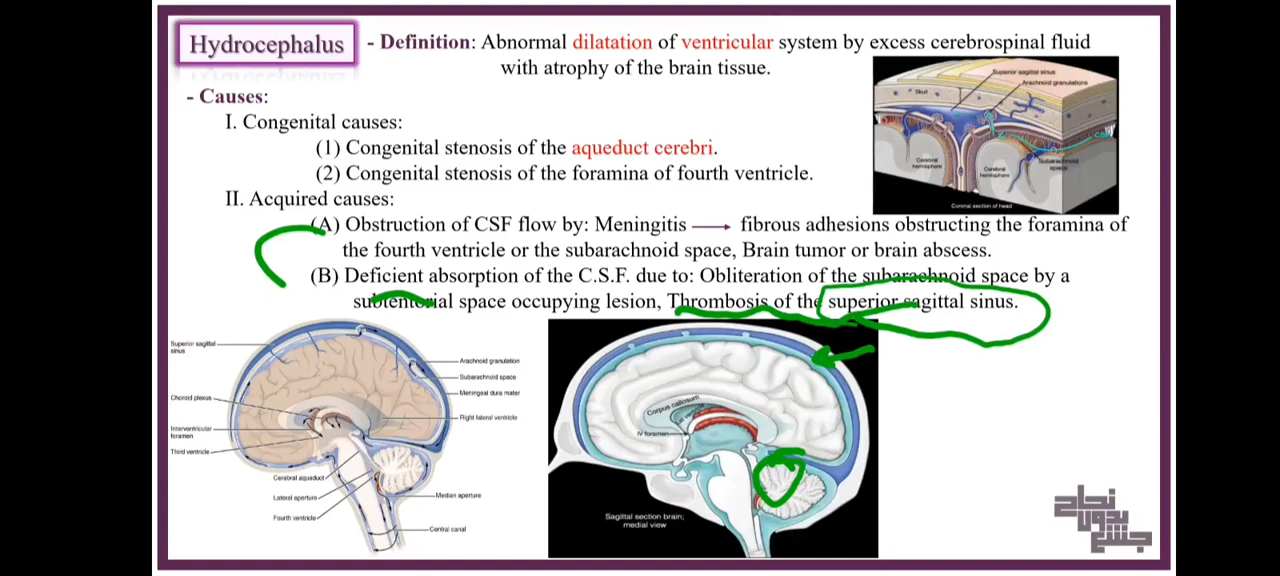 Hydrocephalus
- Definition: Abnormal dilatation of ventricular system by excess cerebrospinal fluid
with atrophy of the brain tissue.
- Causes:
I. Congenital causes:
(1) Congenital stenosis of the aqueduct cerebri.
(2) Congenital stenosis of the foramina of fourth ventricle.
II. Acquired causes:
(A) Obstruction of CSF flow by: Meningitis → fibrous adhesions obstructing the foramina of
the fourth ventricle or the subarachnoid space, Brain tumor or brain abscess.
(B) Deficient absorption of the C.S.F. due to: Obliteration of the subarachnoid space by a
subtentorial space occupying lesion, Thrombosis of the superior sagittal sinus.
Superior sagittal sinus
Arachnoid granulations
Skull
CSF
Cerebral
hemisphere
Cerebral
hemisphere
Subarachnoid
space
Coronal section of head
Superior sagittal
sinus
Choroid plexus
Interventricular
foramen
Third ventricle
Cerebral aqueduct
Lateral aperture
Fourth ventricle
Arachnoid granulation
Subarachnoid space
Meningeal dura mater
Right lateral ventricle
Median aperture
Central canal
Corpus callosum
IV foramen
Sagittal section brain;
medial view
نجاح
بدون
جشع